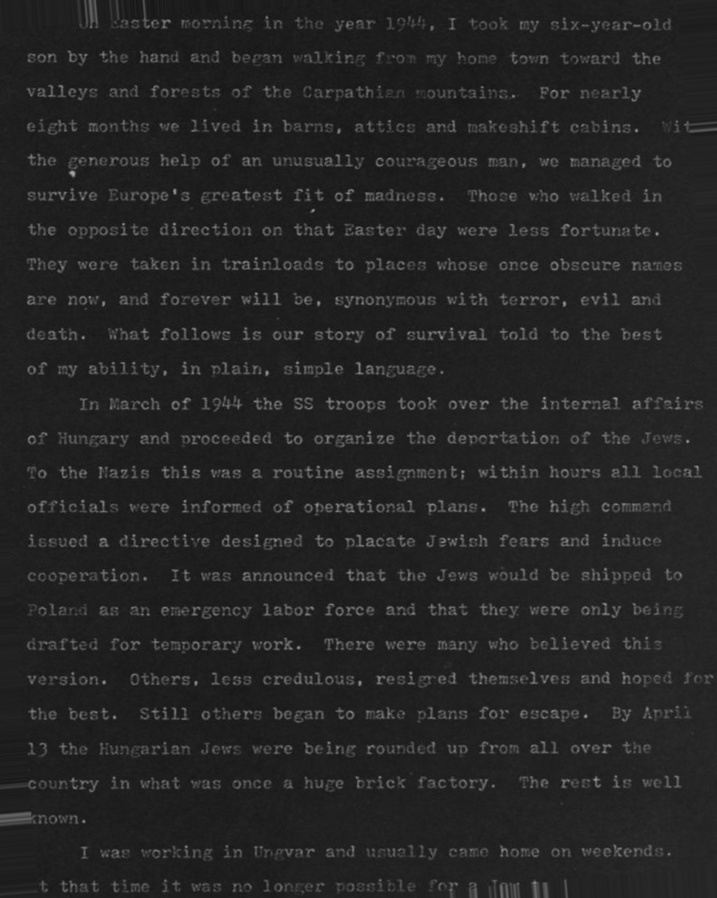 On Easter morning in the year 1944, I took my six-year-old
son by the hand and began walking from my home town toward the
valleys and forests of the Carpathian mountains. For nearly
eight months we lived in barns, attics and makeshift cabins. Wit
the generous help of an unusually courageous man, we managed to
survive Europe's greatest fit of madness. Those who walked in
the opposite direction on that Easter day were less fortunate.
They were taken in trainloads to places whose once obscure names
are now, and forever will be, synonymous with terror, evil and
death. What follows is our story of survival told to the best
of my ability, in plain, simple language.
In March of 1944 the SS troops took over the internal affairs
of Hungary and proceeded to organize the deportation of the Jews.
To the Nazis this was a routine assignment; within hours all local
officials were informed of operational plans. The high command
issued a directive designed to placate Jewish fears and induce
cooperation. It was announced that the Jews would be shipped to
Poland as an emergency labor force and that they were only being
drafted for temporary work. There were many who believed this
version. Others, less credulous, resigned themselves and hoped for
the best. Still others began to make plans for escape. By April
13 the Hungarian Jews were being rounded up from all over the
country in what was once a huge brick factory. The rest is well
known.
I was working in Ungvar and usually came home on weekends.
t that time it was no longer possible for a